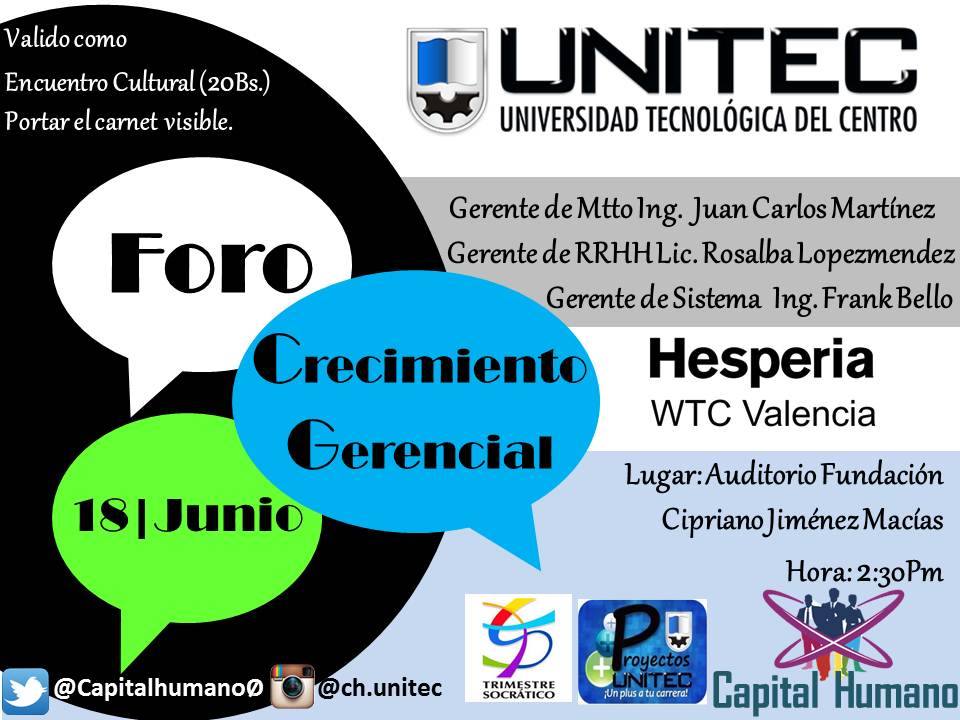 Valido como
Encuentro Cultural (20Bs.)
Portar el carnet visible.
UNITEC
UNIVERSIDAD TECNOLÓGICA DEL CENTRO
Foro
Crecimiento
Gerencial
18|Junio
Gerente de Mtto Ing. Juan Carlos Martínez
Gerente de RRHH Lic. Rosalba Lopezmendez
Gerente de Sistema Ing. Frank Bello
Hesperia
WTC Valencia
Lugar: Auditorio Fundación
Cipriano Jiménez Macías
Hora: 2:30Pm
TRIMESTRE
SOCRÁTICO
Proyectos
UNITEC
¡Un plus a tu carrera!
Capital Humano
@CapitalhumanoØ
@ch.unitec